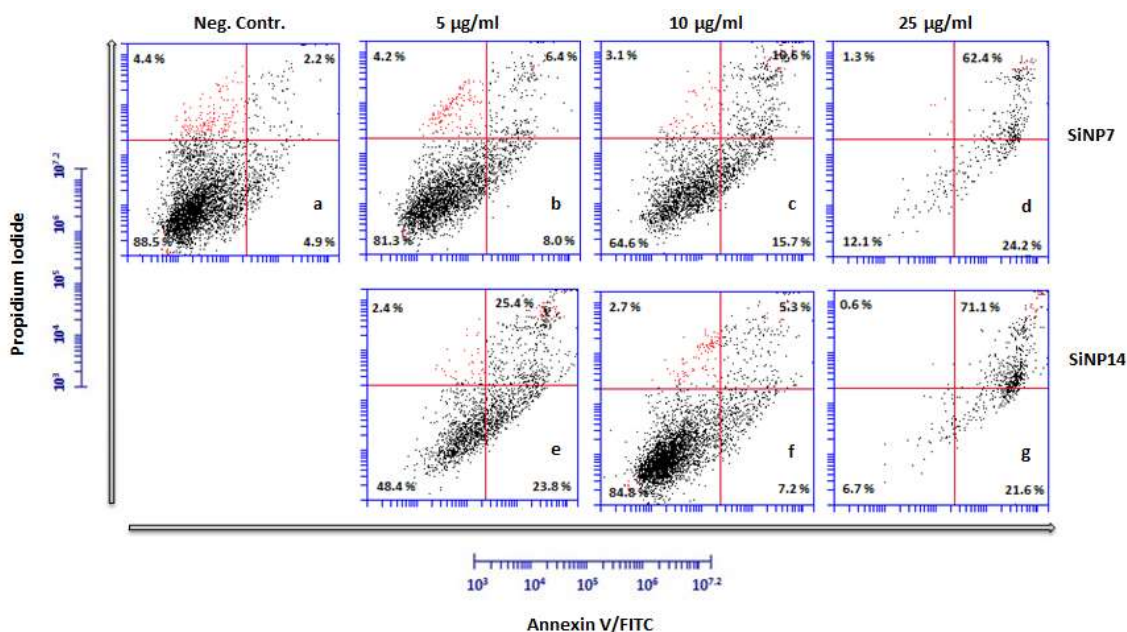 Neg. Contr. 5 µg/ml 10 µg/ml 25 µg/ml
4.4 % 2.2 % 4.2 % 6.4 % 3.1 % 10.6 % 1.3 % 62.4 %
SiNP7
a b c d
88.5 % 4.9 % 81.3 % 8.0 % 64.6 % 15.7 % 12.1 % 24.2 %
2.4 % 25.4 % 2.7 % 5.3 % 0.6 % 71.1 %
SiNP14
e f g
48.4 % 23.8 % 84.8 % 7.2 % 6.7 % 21.6 %
Propidium Iodide
10^7.2
10^6
10^5
10^4
10^3
10^3 10^4 10^5 10^6 10^7.2
Annexin V/FITC